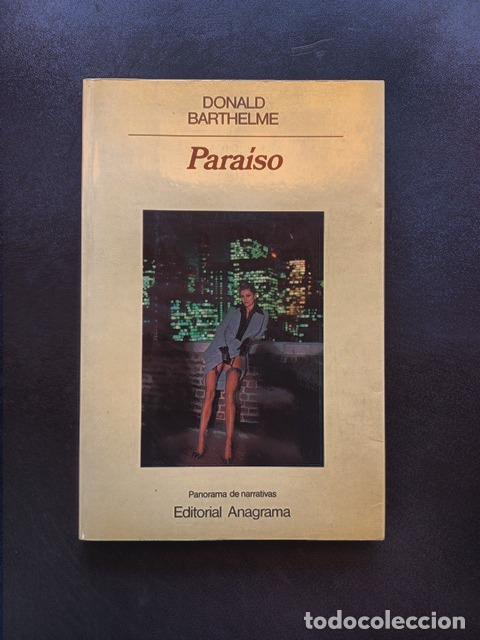 DONALD
BARTHELME
Paraíso
Panorama de narrativas
Editorial Anagrama
todocoleccion